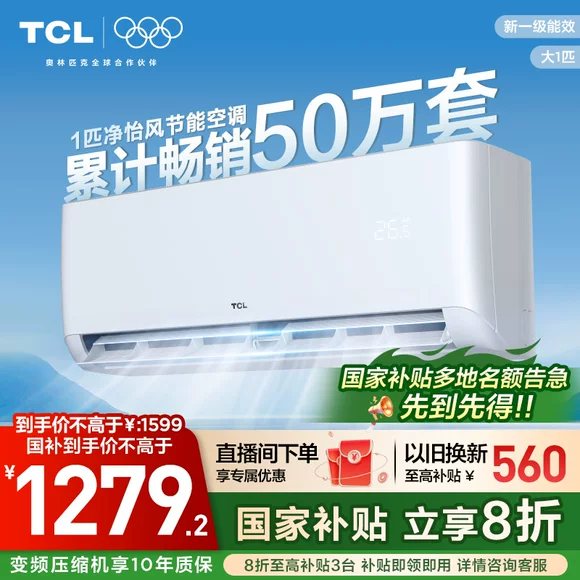 TCL
奥林匹克全球合作伙伴
新一级能效
大1匹
1匹净怡风节能空调
累计畅销50万套
26.5
TCL
国家补贴多地名额告急
先到先得!!
到手价不高于¥:1599
国补到手价不高于
¥1279.2
变频压缩机享10年质保
直播间下单
享专属优惠
以旧换新
至高补贴¥560
国家补贴 立享8折
8折至高补贴3台 补贴即领即用 详情咨询客服